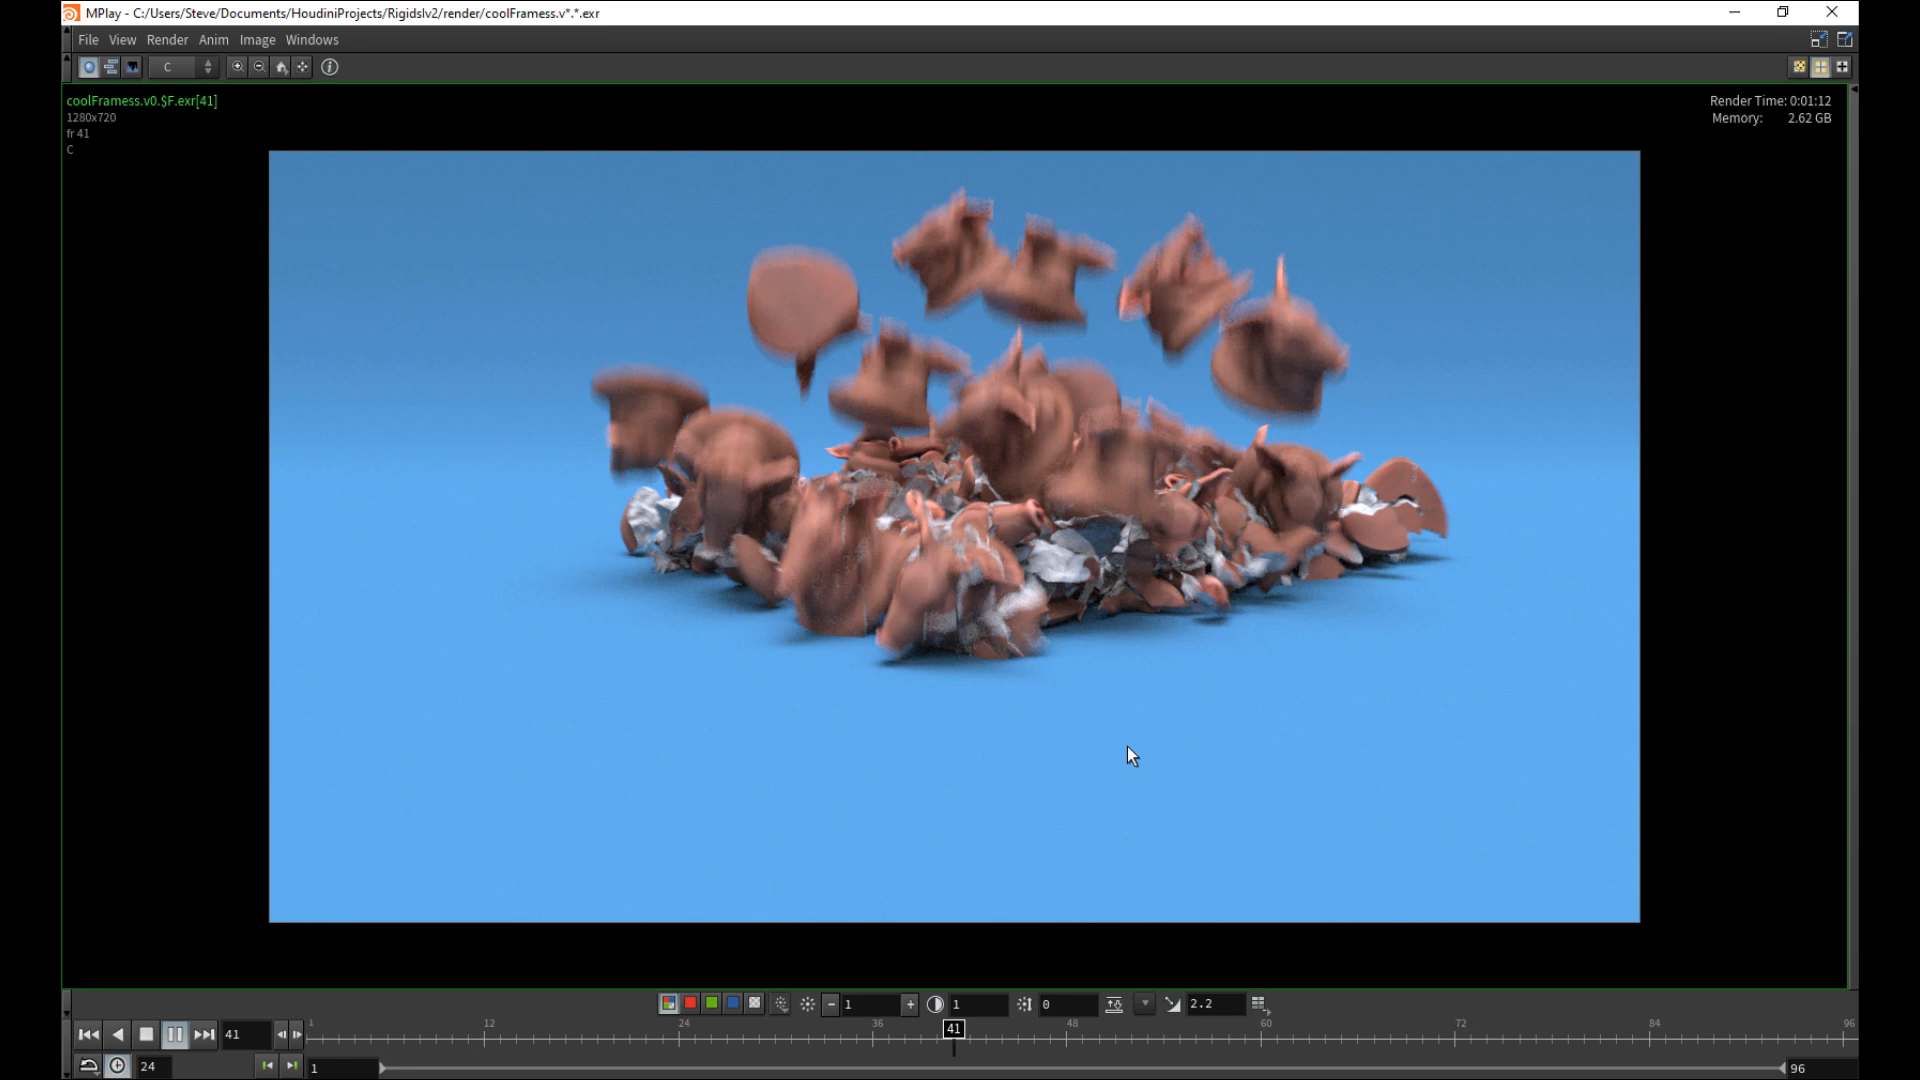 MPlay - C:/Users/Steve/Documents/HoudiniProjects/Rigidslv2/render/coolFramess.v*.*.exr
File View Render Anim Image Windows
C
coolFramess.v0.$F.exr[41]
1280x720
fr 41
C
Render Time: 0:01:12
Memory: 2.62 GB
1 1 0 2.2
41
1 12 24 36 41 48 60 72 84 96
24 1 96